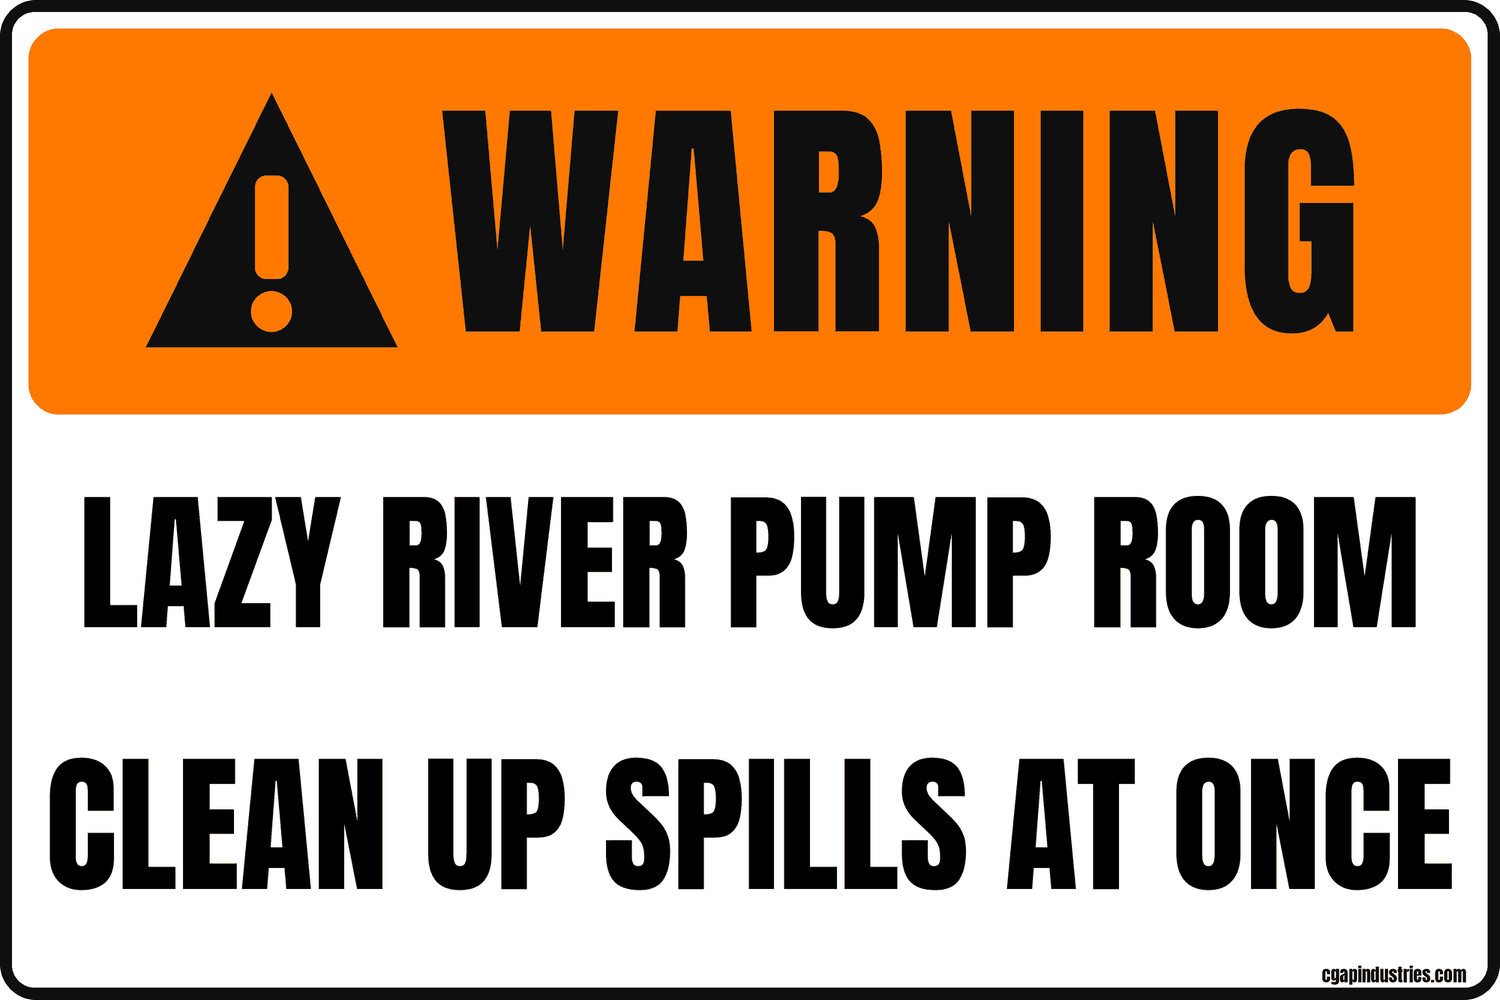 WARNING
LAZY RIVER PUMP ROOM
CLEAN UP SPILLS AT ONCE
cgapindustries.com